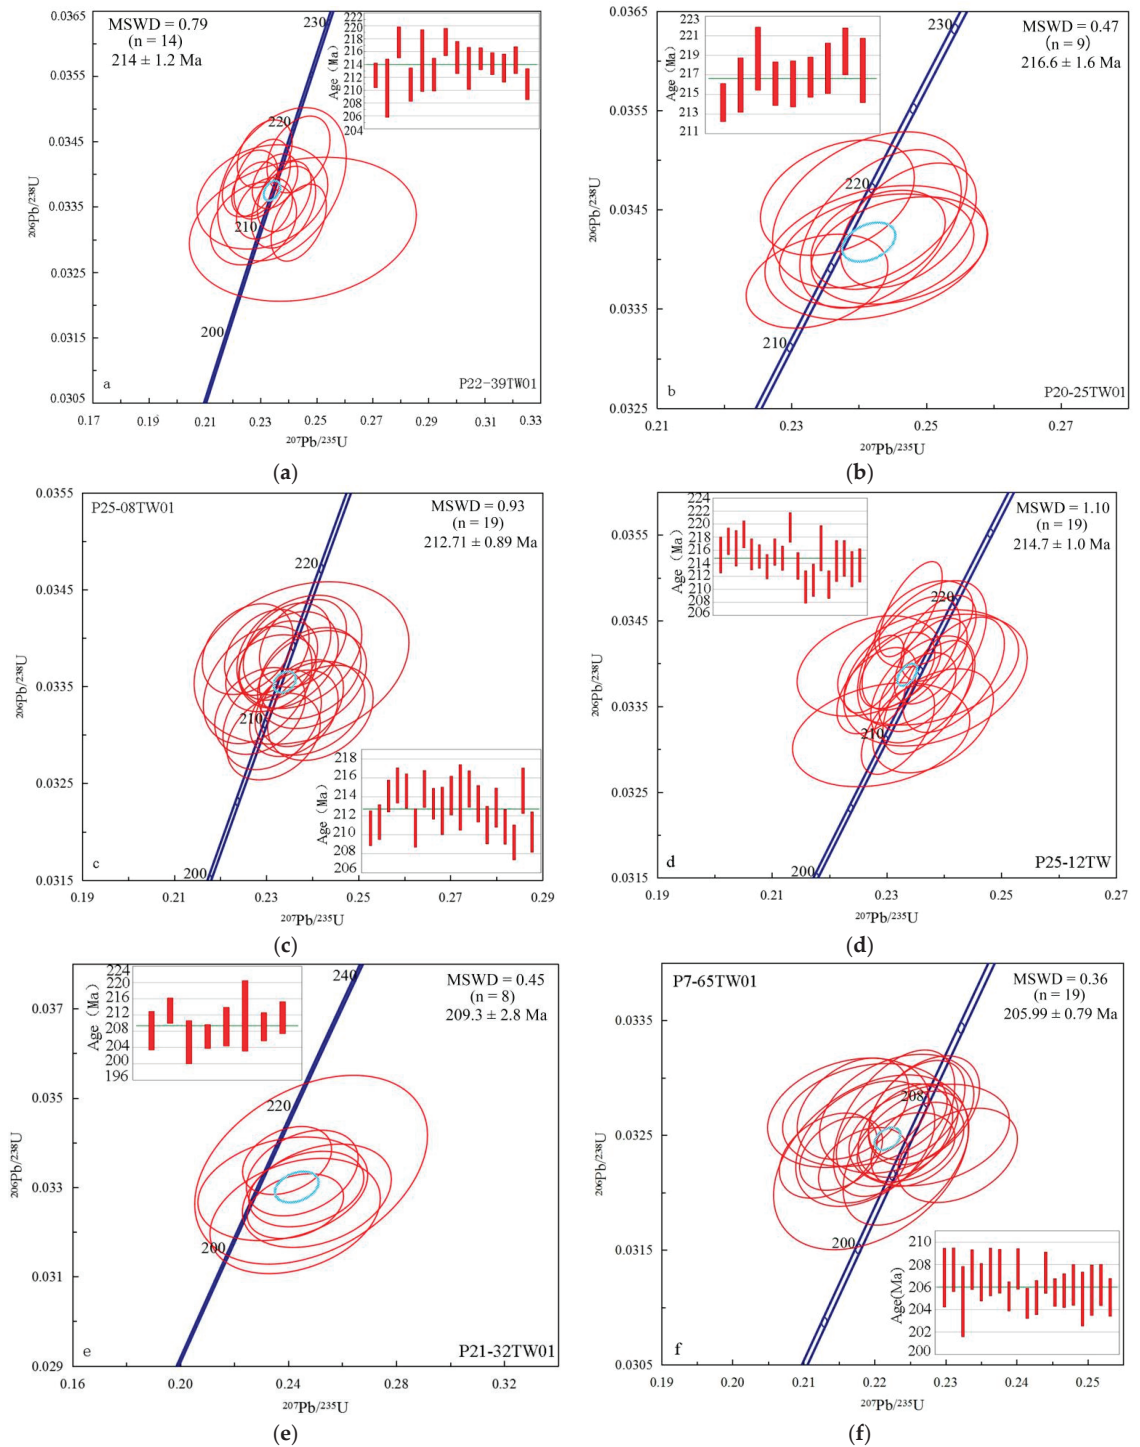 MSWD = 0.79
(n = 14)
214 ± 1.2 Ma
230
220
210
200
Age (Ma)
222
220
218
216
214
212
210
208
206
204
0.0365
0.0355
0.0345
0.0335
0.0325
0.0315
0.0305
²⁰⁶Pb/²³⁸U
a
P22-39TW01
0.17
0.19
0.21
0.23
0.25
0.27
0.29
0.31
0.33
²⁰⁷Pb/²³⁵U
(a)
MSWD = 0.47
(n = 9)
216.6 ± 1.6 Ma
230
220
210
Age (Ma)
223
221
219
217
215
213
211
0.0365
0.0355
0.0345
0.0335
0.0325
²⁰⁶Pb/²³⁸U
b
P20-25TW01
0.21
0.23
0.25
0.27
²⁰⁷Pb/²³⁵U
(b)
P25-08TW01
MSWD = 0.93
(n = 19)
212.71 ± 0.89 Ma
220
210
200
Age (Ma)
218
216
214
212
210
208
206
0.0355
0.0345
0.0335
0.0325
0.0315
²⁰⁶Pb/²³⁸U
c
0.19
0.21
0.23
0.25
0.27
0.29
²⁰⁷Pb/²³⁵U
(c)
MSWD = 1.10
(n = 19)
214.7 ± 1.0 Ma
220
210
200
Age (Ma)
224
222
220
218
216
214
212
210
208
206
0.0355
0.0345
0.0335
0.0325
0.0315
²⁰⁶Pb/²³⁸U
d
P25-12TW
0.19
0.21
0.23
0.25
0.27
²⁰⁷Pb/²³⁵U
(d)
MSWD = 0.45
(n = 8)
209.3 ± 2.8 Ma
240
220
200
Age (Ma)
224
220
216
212
208
204
200
196
0.037
0.035
0.033
0.031
0.029
²⁰⁶Pb/²³⁸U
e
P21-32TW01
0.16
0.20
0.24
0.28
0.32
²⁰⁷Pb/²³⁵U
(e)
P7-65TW01
MSWD = 0.36
(n = 19)
205.99 ± 0.79 Ma
208
200
Age(Ma)
210
208
206
204
202
200
0.0335
0.0325
0.0315
0.0305
²⁰⁶Pb/²³⁸U
f
0.19
0.20
0.21
0.22
0.23
0.24
0.25
²⁰⁷Pb/²³⁵U
(f)